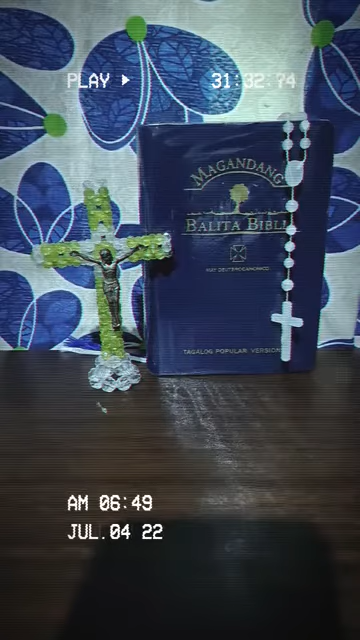 PLAY ▶ 31:32:74
MAGANDANG
BALITA BIBLE
MAY DEUTEROCANONICO
TAGALOG POPULAR VERSION
AM 06:49
JUL.04 22